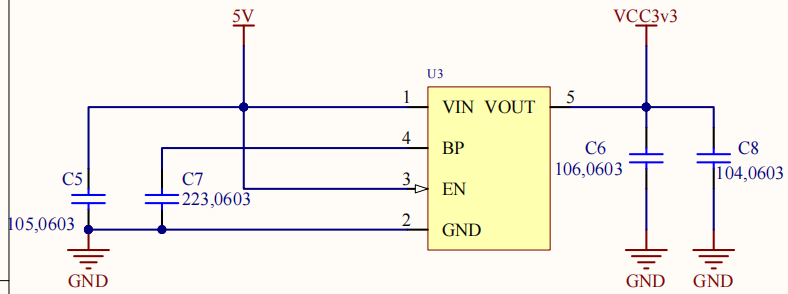 5V
VCC3v3
U3
1
VIN
VOUT
5
4
BP
3
EN
2
GND
C5
105,0603
C7
223,0603
C6
106,0603
C8
104,0603
GND
GND
GND